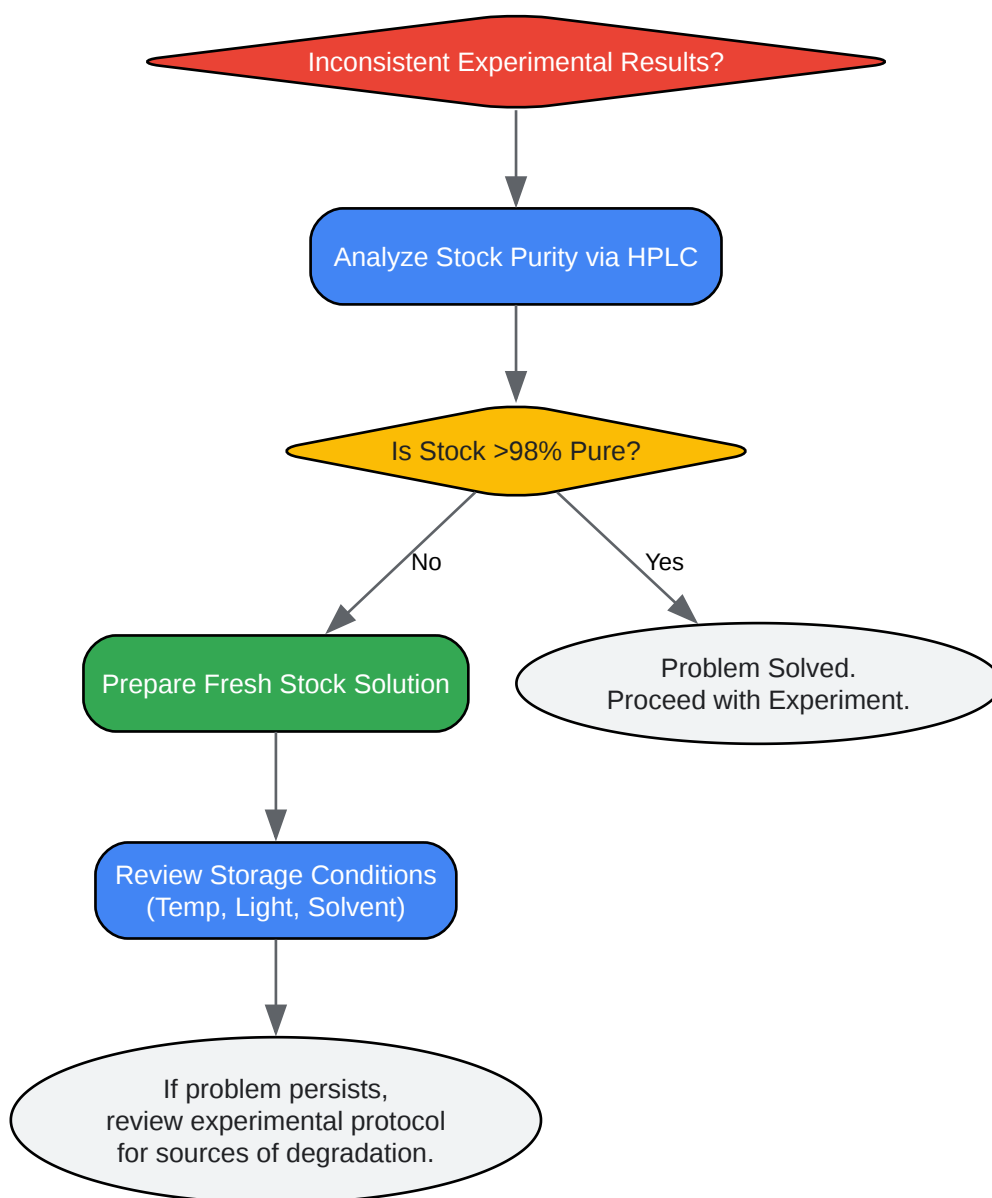 Inconsistent Experimental Results?
Analyze Stock Purity via HPLC
Is Stock >98% Pure?
No
Yes
Prepare Fresh Stock Solution
Problem Solved.
Proceed with Experiment.
Review Storage Conditions
(Temp, Light, Solvent)
If problem persists,
review experimental protocol
for sources of degradation.